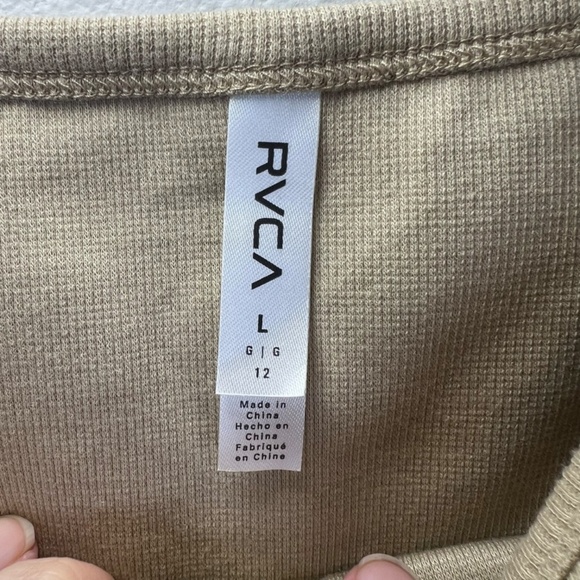 RVCA
L
G | G
12
Made in
China
Hecho en
China
Fabriqué
en Chine